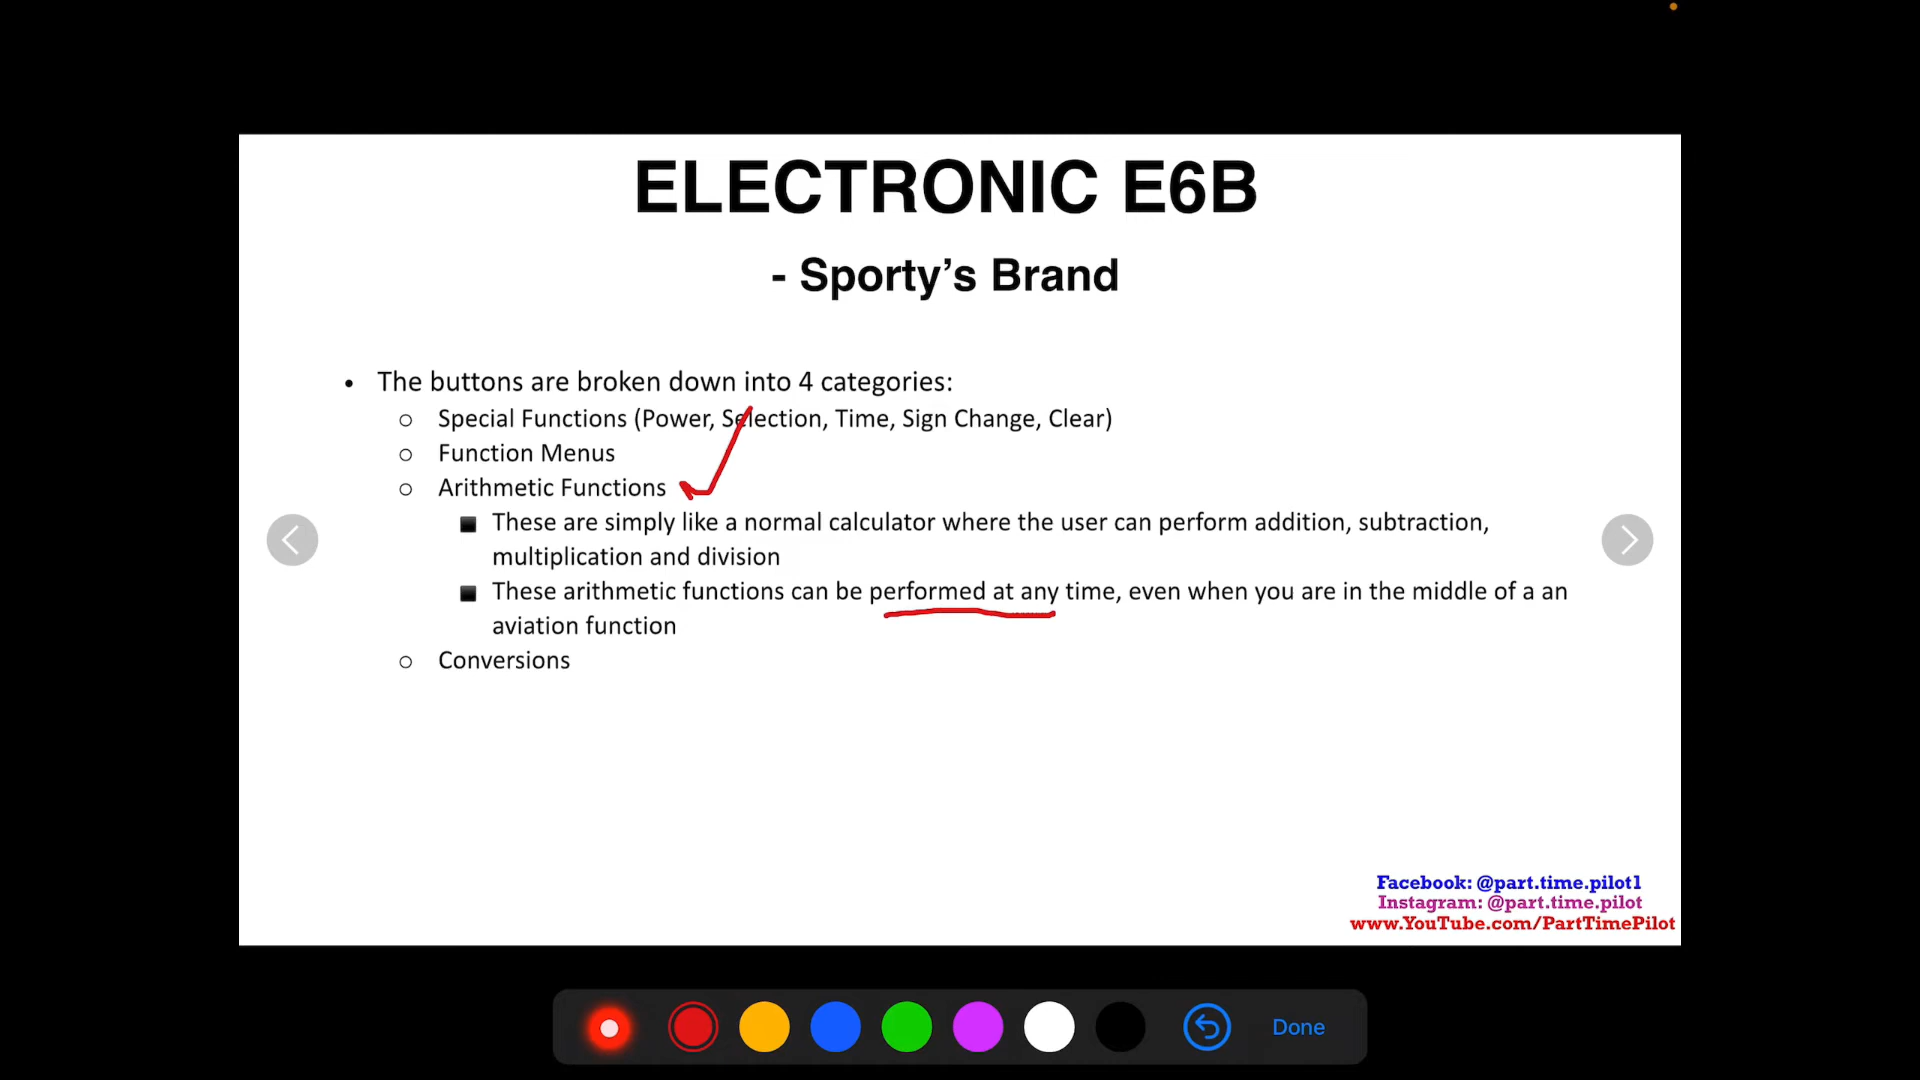 ELECTRONIC E6B
- Sporty’s Brand
• The buttons are broken down into 4 categories:
○ Special Functions (Power, Selection, Time, Sign Change, Clear)
○ Function Menus
○ Arithmetic Functions
■ These are simply like a normal calculator where the user can perform addition, subtraction,
multiplication and division
■ These arithmetic functions can be performed at any time, even when you are in the middle of a an
aviation function
○ Conversions
Facebook: @part.time.pilot1
Instagram: @part.time.pilot
www.YouTube.com/PartTimePilot
Done